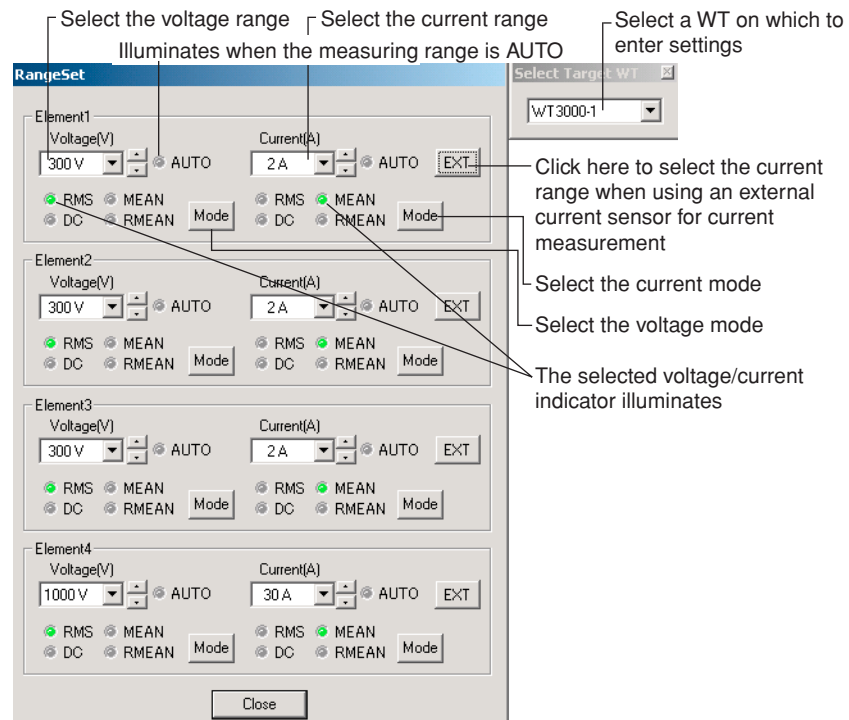 Select the voltage range
Select the current range
Select a WT on which to
enter settings
Illuminates when the measuring range is AUTO
RangeSet
Select Target WT
WT3000-1
Element1
Voltage(V)
Current(A)
300 V
AUTO
2 A
AUTO
EXT
RMS
MEAN
DC
RMEAN
Mode
RMS
MEAN
DC
RMEAN
Mode
Click here to select the current
range when using an external
current sensor for current
measurement
Select the current mode
Select the voltage mode
The selected voltage/current
indicator illuminates
Element2
Voltage(V)
Current(A)
300 V
AUTO
2 A
AUTO
EXT
RMS
MEAN
DC
RMEAN
Mode
RMS
MEAN
DC
RMEAN
Mode
Element3
Voltage(V)
Current(A)
300 V
AUTO
2 A
AUTO
EXT
RMS
MEAN
DC
RMEAN
Mode
RMS
MEAN
DC
RMEAN
Mode
Element4
Voltage(V)
Current(A)
1000 V
AUTO
30 A
AUTO
EXT
RMS
MEAN
DC
RMEAN
Mode
RMS
MEAN
DC
RMEAN
Mode
Close